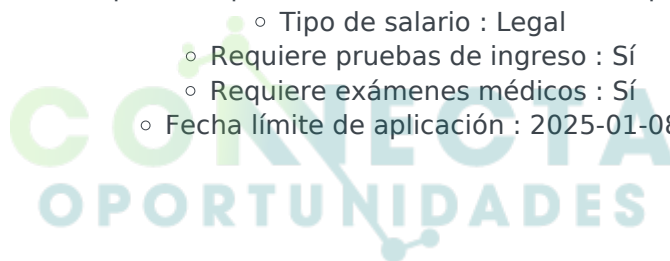 Tipo de salario : Legal
Requiere pruebas de ingreso : Sí
Requiere exámenes médicos : Sí
Fecha límite de aplicación : 2025-01-08
CONECTA
OPORTUNIDADES